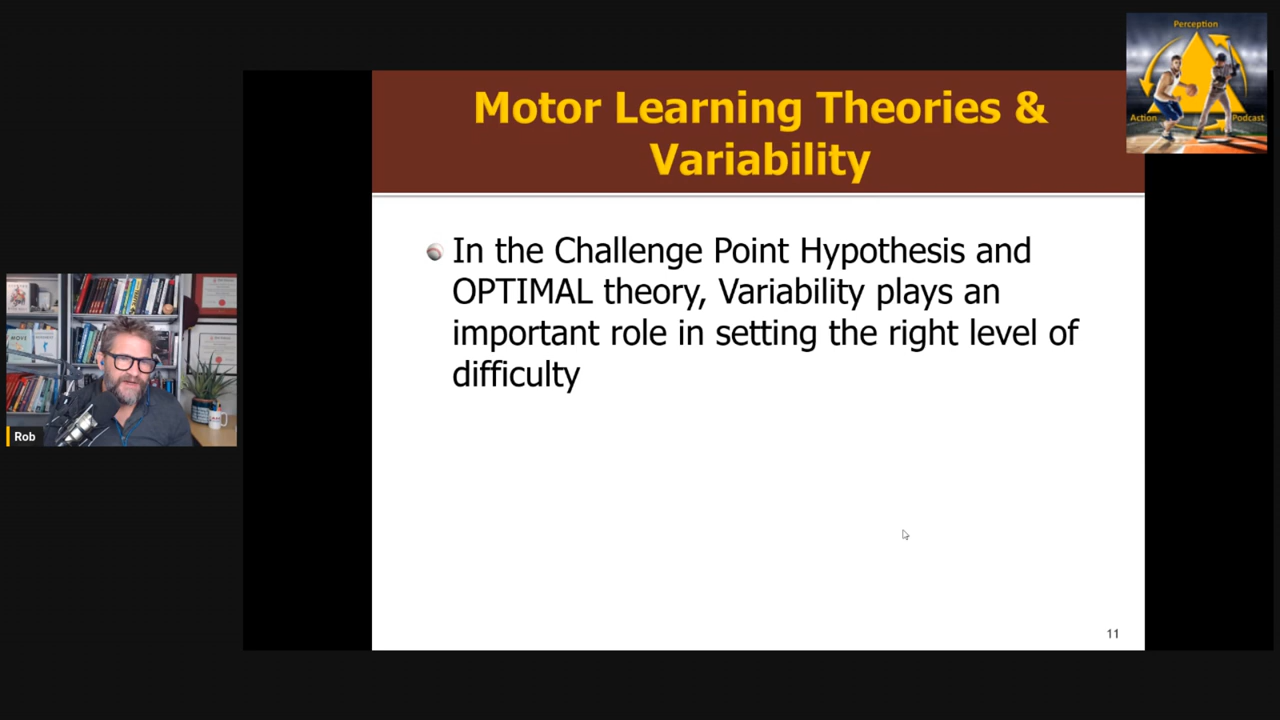 Perception
Action
Podcast
Motor Learning Theories &
Variability
In the Challenge Point Hypothesis and
OPTIMAL theory, Variability plays an
important role in setting the right level of
difficulty
Rob
11